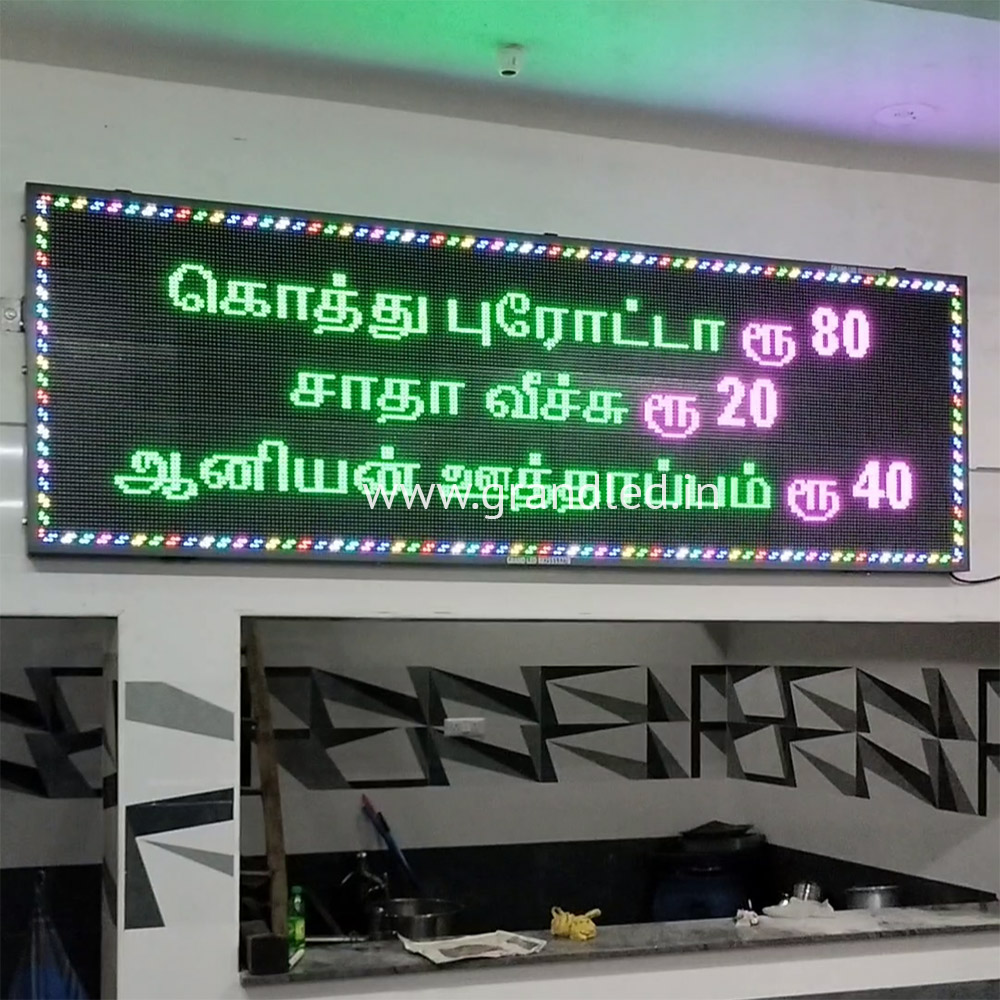 கொத்து புரோட்டா ரூ 80
சாதா வீச்சு ரூ 20
ஆனியன் ஊத்தாப்பம் ரூ 40
www.grandled.in